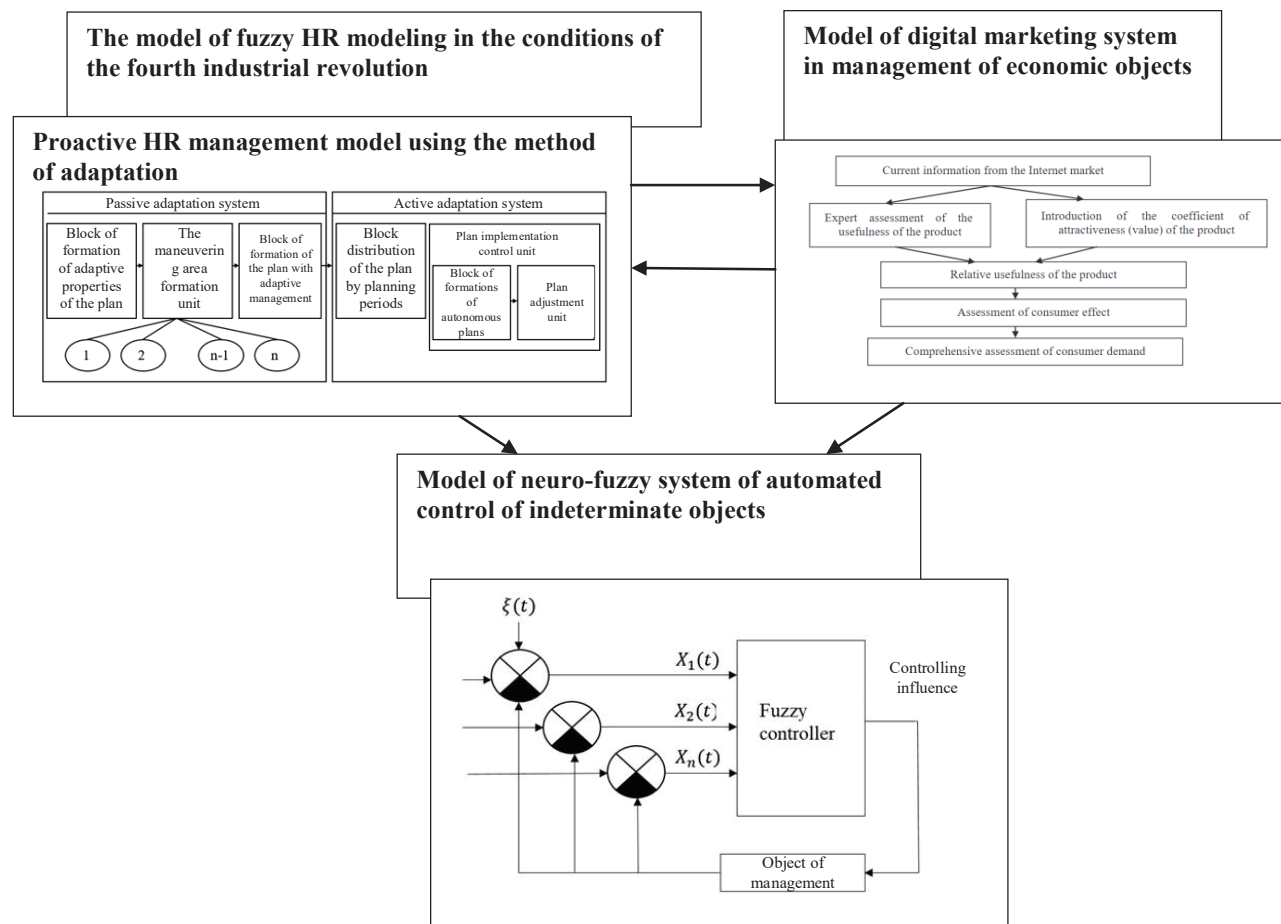 The model of fuzzy HR modeling in the conditions of
the fourth industrial revolution
Proactive HR management model using the method
of adaptation
Passive adaptation system
Block of
formation
of adaptive
properties of
the plan
The
maneuverin
g area
formation
unit
Block of
formation of
the plan with
adaptive
management
1
2
n-1
n
Active adaptation system
Block
distribution
of the plan
by planning
periods
Plan implementation
control unit
Block of
formations of
autonomous
plans
Plan
adjustment
unit
Model of digital marketing system
in management of economic objects
Current information from the Internet market
Expert assessment of the
usefulness of the product
Introduction of the coefficient of
attractiveness (value) of the product
Relative usefulness of the product
Assessment of consumer effect
Comprehensive assessment of consumer demand
Model of neuro-fuzzy system of automated
control of indeterminate objects
ξ(t)
X₁(t)
X₂(t)
Xₙ(t)
Fuzzy
controller
Controlling
influence
Object of
management